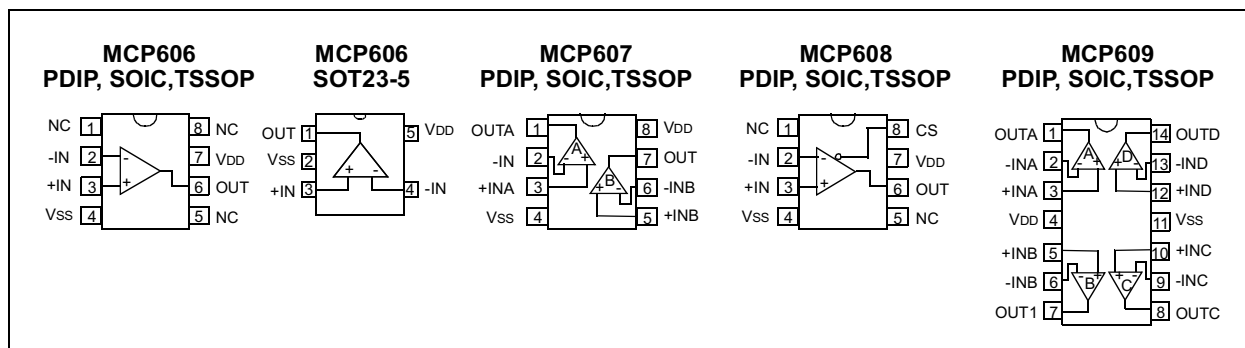 MCP606
PDIP, SOIC,TSSOP
NC 1 8 NC
-IN 2 - 7 VDD
+IN 3 + 6 OUT
VSS 4 5 NC
MCP606
SOT23-5
OUT 1 5 VDD
VSS 2
+IN 3 + - 4 -IN
MCP607
PDIP, SOIC,TSSOP
OUTA 1 A 8 VDD
-IN 2 - + 7 OUT
+INA 3 B 6 -INB
+ -
VSS 4 5 +INB
MCP608
PDIP, SOIC,TSSOP
NC 1 8 CS
-IN 2 - 7 VDD
+IN 3 + 6 OUT
VSS 4 5 NC
MCP609
PDIP, SOIC,TSSOP
OUTA 1 A D 14 OUTD
-INA 2 - + + - 13 -IND
+INA 3 12 +IND
VDD 4 11 VSS
+INB 5 10 +INC
-INB 6 - + + - 9 -INC
B C
OUT1 7 8 OUTC